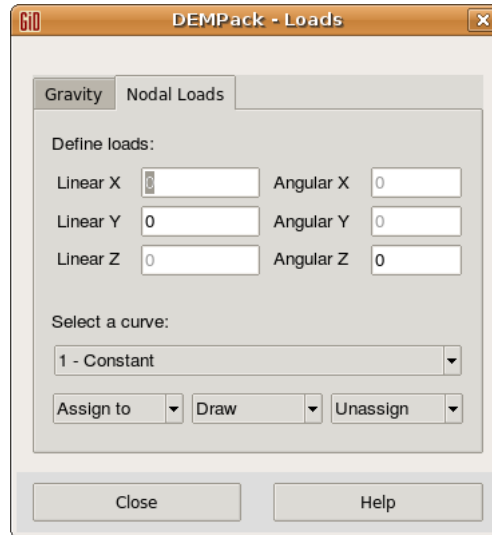 GiD DEMPack - Loads
Gravity Nodal Loads
Define loads:
Linear X 0 Angular X 0
Linear Y 0 Angular Y 0
Linear Z 0 Angular Z 0
Select a curve:
1 - Constant
Assign to Draw Unassign
Close Help